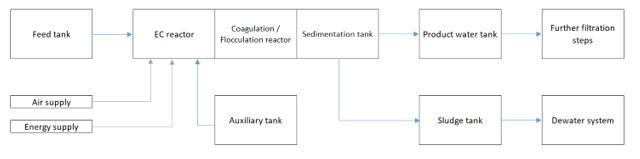 Feed tank
EC reactor
Coagulation /
Flocculation reactor
Sedimentation tank
Product water tank
Further filtration
steps
Air supply
Energy supply
Auxiliary tank
Sludge tank
Dewater system